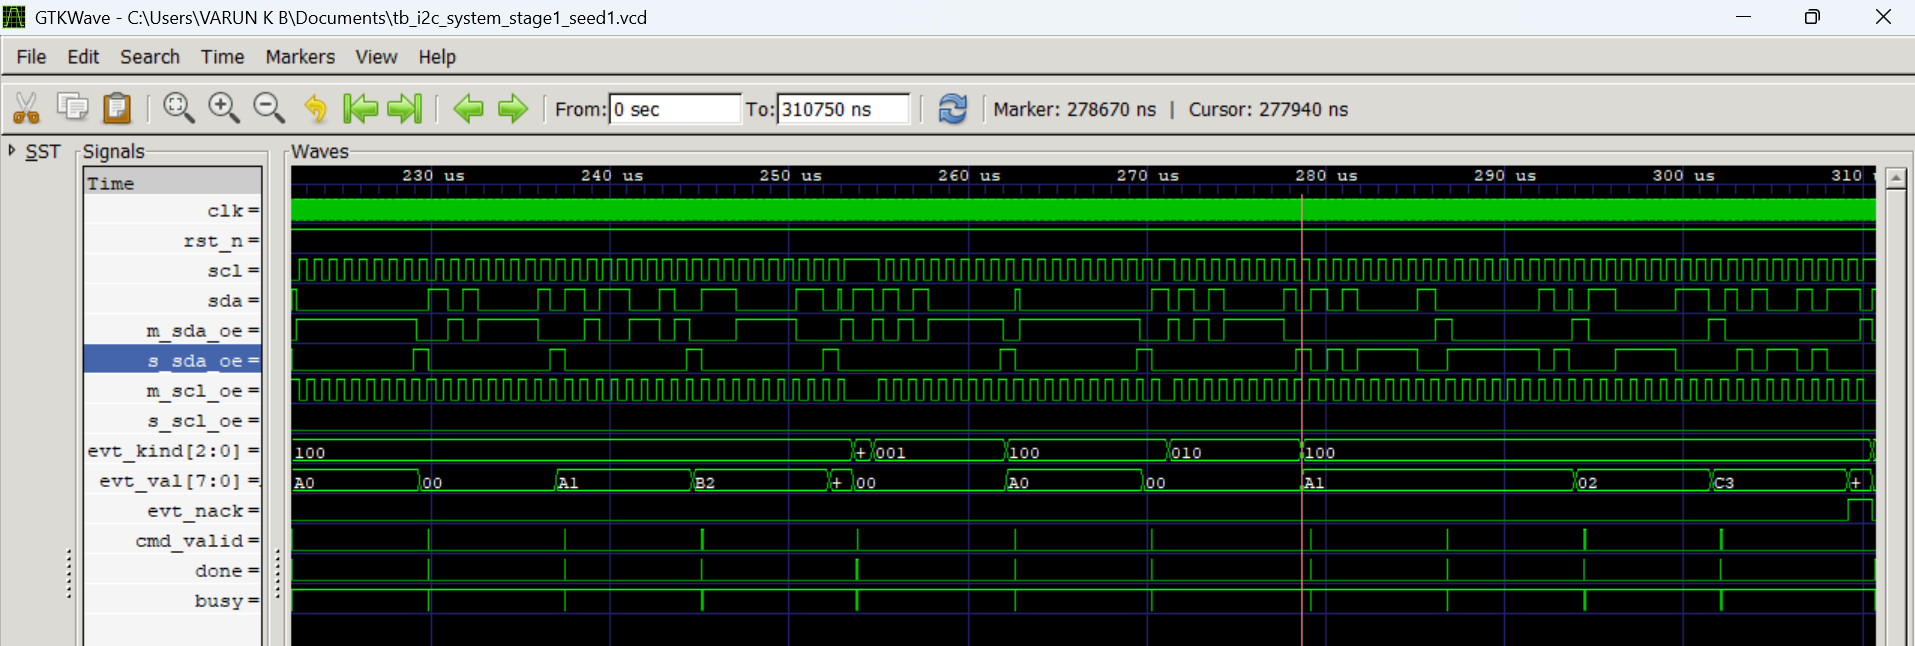 GTKWave - C:\Users\VARUN K B\Documents\tb_i2c_system_stage1_seed1.vcd
File Edit Search Time Markers View Help
From: 0 sec To: 310750 ns Marker: 278670 ns | Cursor: 277940 ns
SST Signals Waves
Time 230 us 240 us 250 us 260 us 270 us 280 us 290 us 300 us 310
clk=
rst_n=
scl=
sda=
m_sda_oe=
s_sda_oe=
m_scl_oe=
s_scl_oe=
evt_kind[2:0]= 100 + 001 100 010 100
evt_val[7:0]= A0 00 A1 B2 + 00 A0 00 A1 02 C3 +
evt_nack=
cmd_valid=
done=
busy=